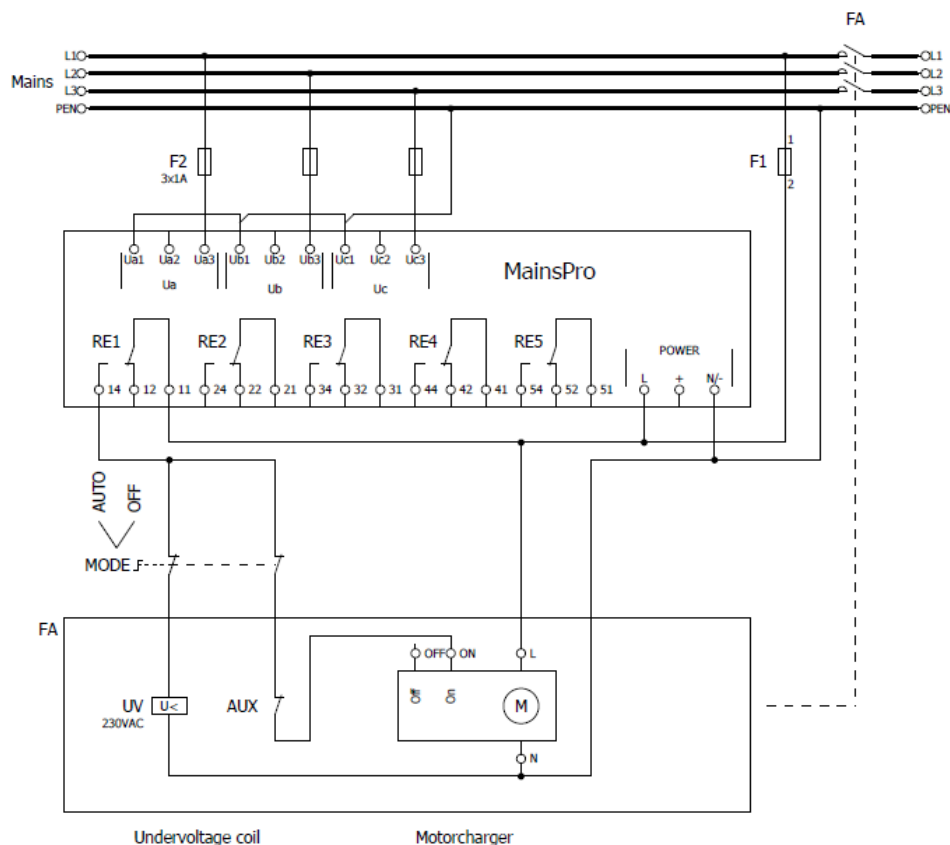 FA
L1 L1
Mains L2 L2
L3 L3
PEN PEN
F2 F1 1
3x1A 2
Ua1 Ua2 Ua3 Ub1 Ub2 Ub3 Uc1 Uc2 Uc3
Ua Ub Uc
MainsPro
RE1 RE2 RE3 RE4 RE5 POWER
L + N/-
14 12 11 24 22 21 34 32 31 44 42 41 54 52 51
AUTO OFF
MODE
FA
OFF ON L
Off On
UV U< AUX M
230VAC
N
Undervoltage coil Motorcharger